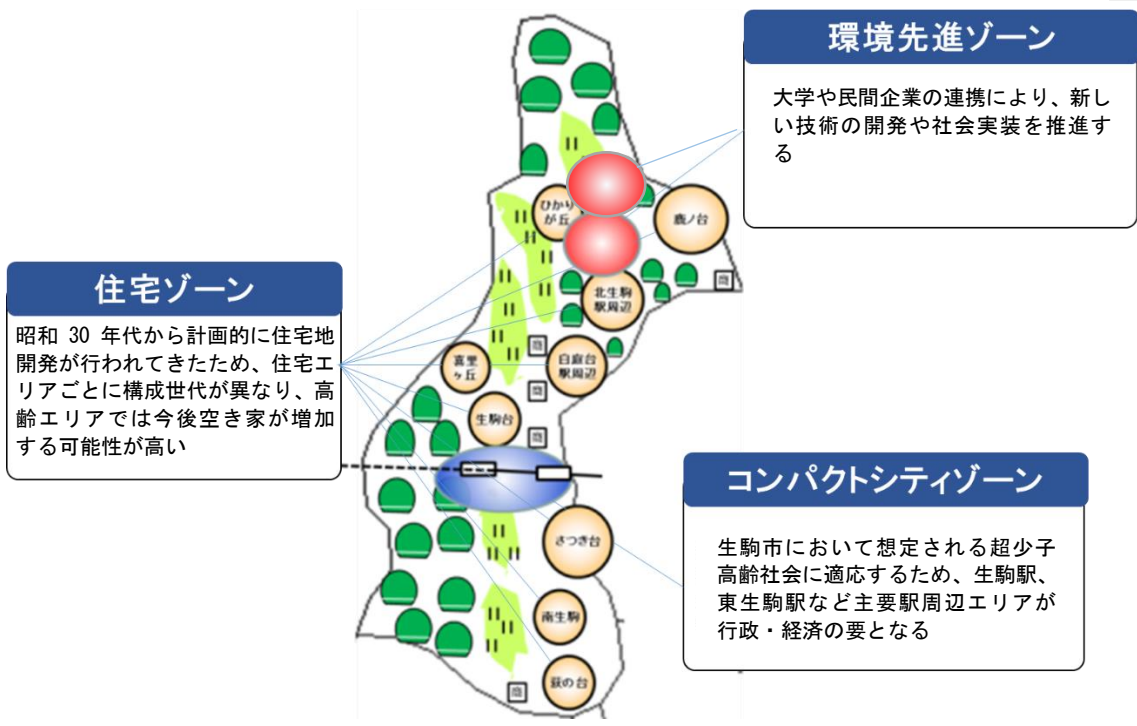 環境先進ゾーン
大学や民間企業の連携により、新し
い技術の開発や社会実装を推進す
る
ひかり
が丘
鹿ノ台
住宅ゾーン
昭和 30 年代から計画的に住宅地
開発が行われてきたため、住宅エ
リアごとに構成世代が異なり、高
齢エリアでは今後空き家が増加
する可能性が高い
商
北生駒
駅周辺
商
喜里
ヶ丘
白庭台
駅周辺
商
生駒台
商
コンパクトシティゾーン
生駒市において想定される超少子
高齢社会に適応するため、生駒駅、
東生駒駅など主要駅周辺エリアが
行政・経済の要となる
さつき台
南生駒
萩の台
商